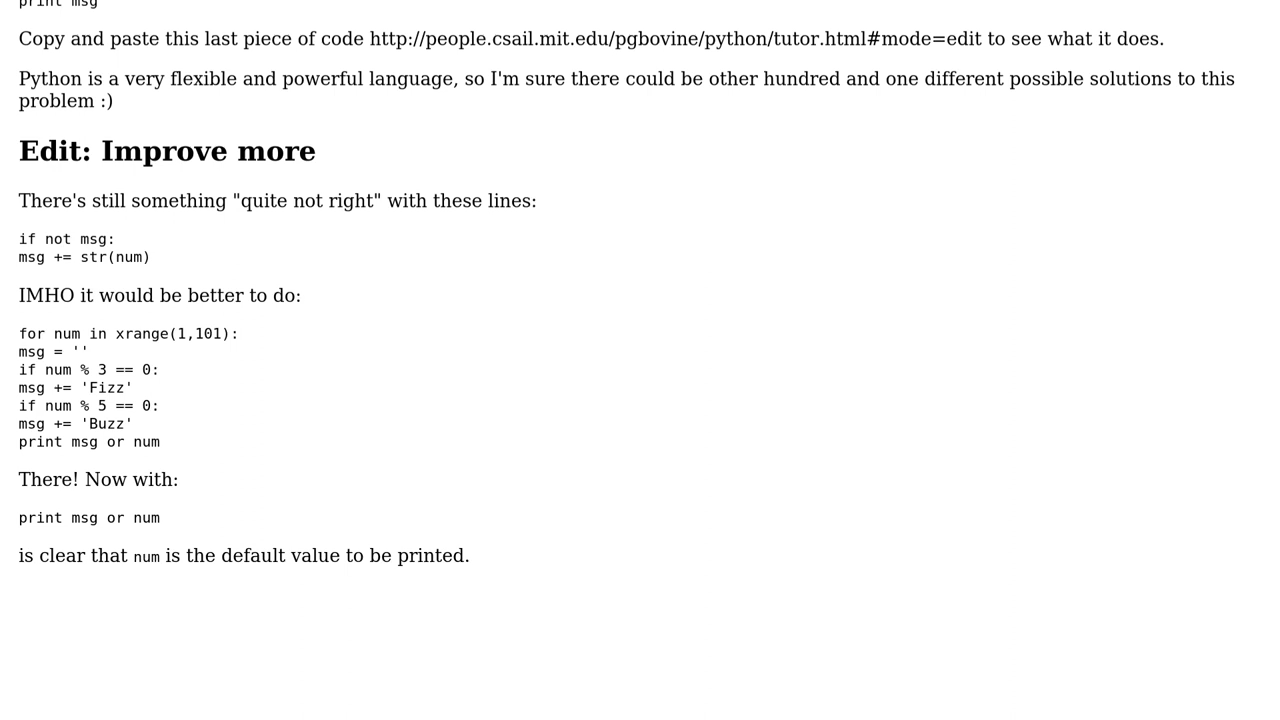 print msg
Copy and paste this last piece of code http://people.csail.mit.edu/pgbovine/python/tutor.html#mode=edit to see what it does.
Python is a very flexible and powerful language, so I'm sure there could be other hundred and one different possible solutions to this
problem :)
Edit: Improve more
There's still something "quite not right" with these lines:
if not msg:
msg += str(num)
IMHO it would be better to do:
for num in xrange(1,101):
msg = ''
if num % 3 == 0:
msg += 'Fizz'
if num % 5 == 0:
msg += 'Buzz'
print msg or num
There! Now with:
print msg or num
is clear that num is the default value to be printed.